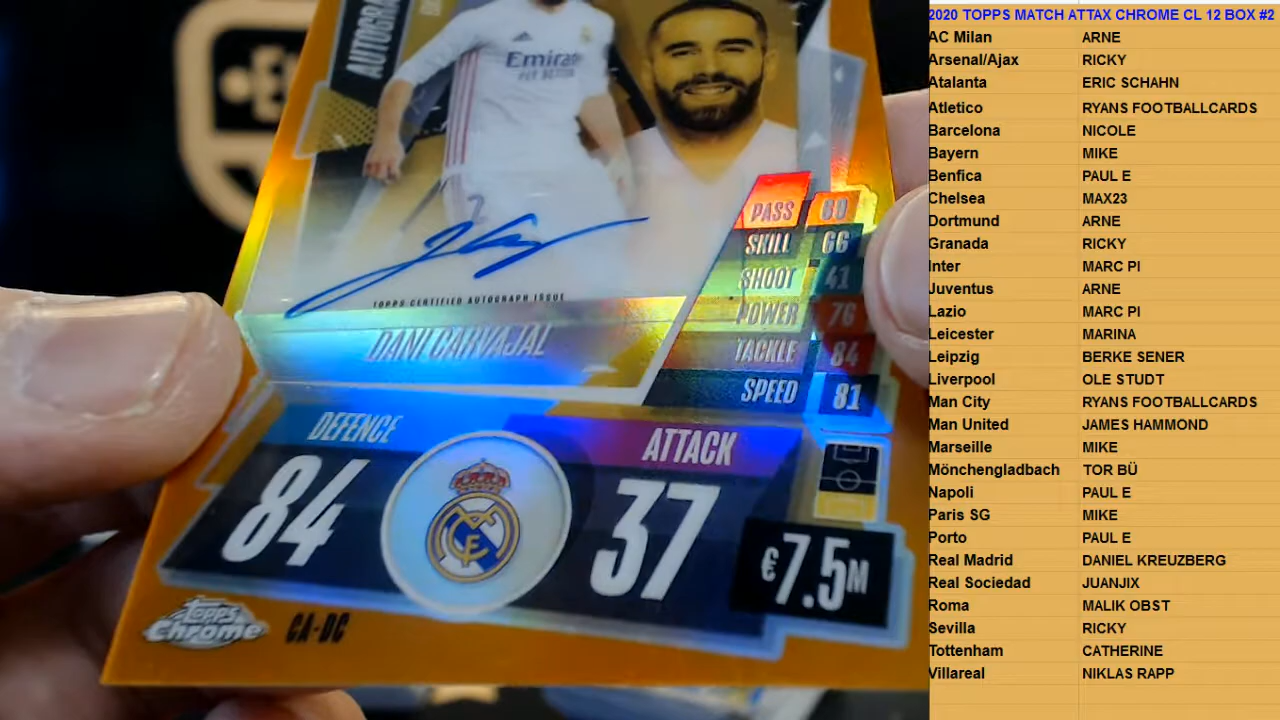 AUTOGRA
Emirates
FLY BETTER
PASS 80
SKILL 66
SHOOT 41
POWER 76
TACKLE 84
SPEED 81
TOPPS CERTIFIED AUTOGRAPH ISSUE
DANI CARVAJAL
DEFENCE
84
ATTACK
37
€7.5M
Topps
Chrome
CA-DC
2020 TOPPS MATCH ATTAX CHROME CL 12 BOX #2
AC Milan ARNE
Arsenal/Ajax RICKY
Atalanta ERIC SCHAHN
Atletico RYANS FOOTBALLCARDS
Barcelona NICOLE
Bayern MIKE
Benfica PAUL E
Chelsea MAX23
Dortmund ARNE
Granada RICKY
Inter MARC PI
Juventus ARNE
Lazio MARC PI
Leicester MARINA
Leipzig BERKE SENER
Liverpool OLE STUDT
Man City RYANS FOOTBALLCARDS
Man United JAMES HAMMOND
Marseille MIKE
Mönchengladbach TOR BÜ
Napoli PAUL E
Paris SG MIKE
Porto PAUL E
Real Madrid DANIEL KREUZBERG
Real Sociedad JUANJIX
Roma MALIK OBST
Sevilla RICKY
Tottenham CATHERINE
Villareal NIKLAS RAPP